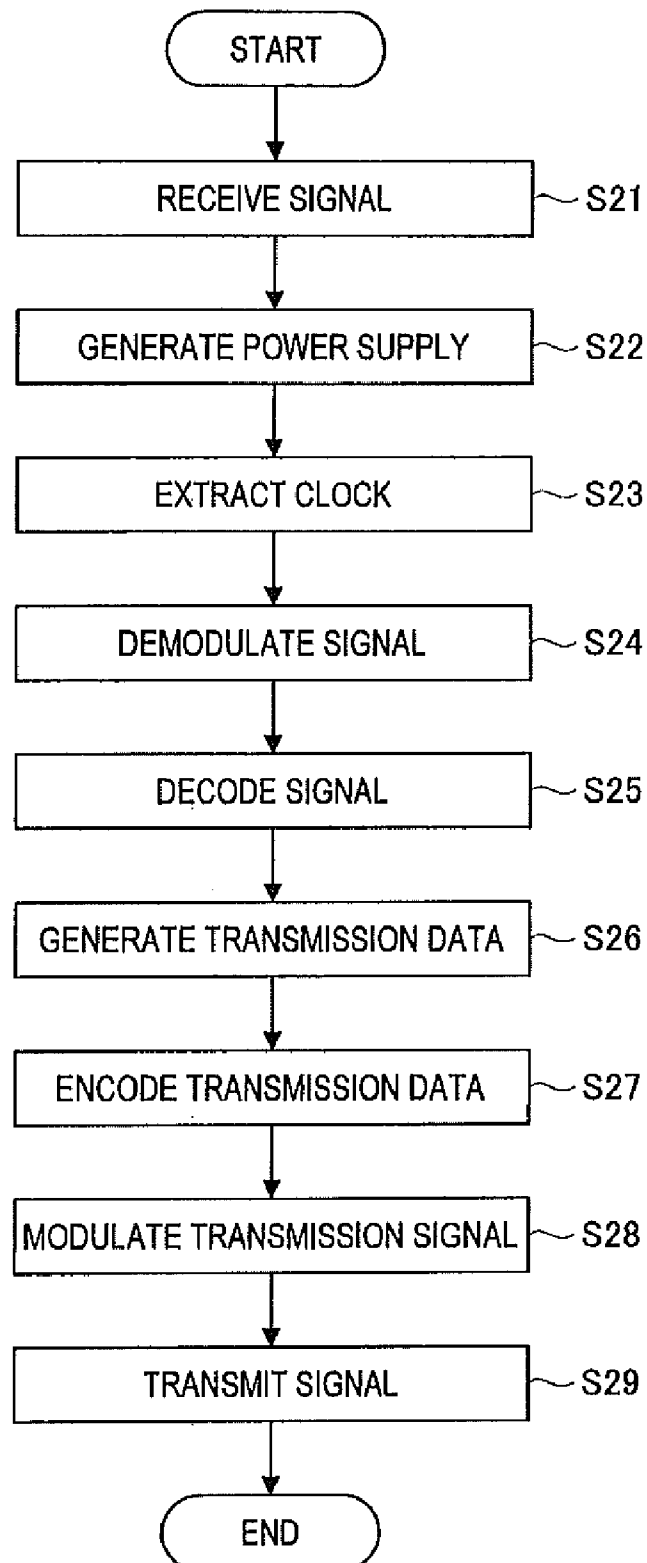 START
RECEIVE SIGNAL S21
GENERATE POWER SUPPLY S22
EXTRACT CLOCK S23
DEMODULATE SIGNAL S24
DECODE SIGNAL S25
GENERATE TRANSMISSION DATA S26
ENCODE TRANSMISSION DATA S27
MODULATE TRANSMISSION SIGNAL S28
TRANSMIT SIGNAL S29
END